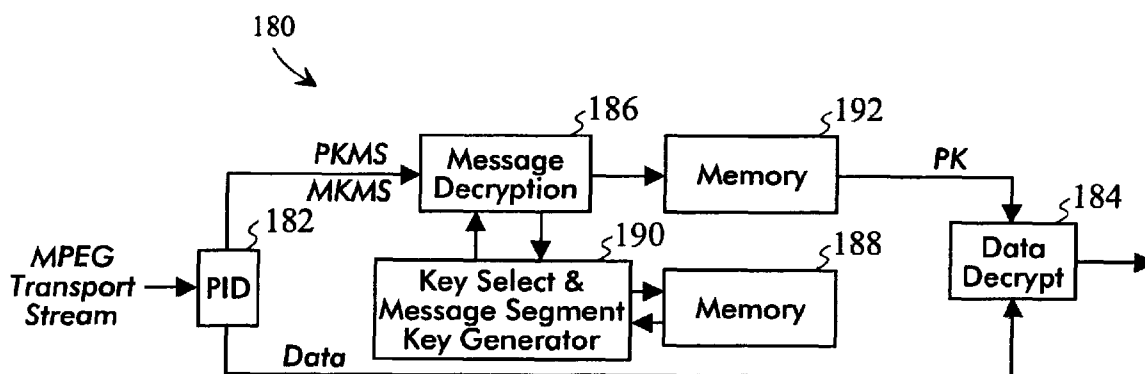 180
186
192
PKMS
MKMS
Message
Decryption
Memory
PK
184
182
190
188
MPEG
Transport
Stream
PID
Key Select &
Message Segment
Key Generator
Memory
Data
Decrypt
Data